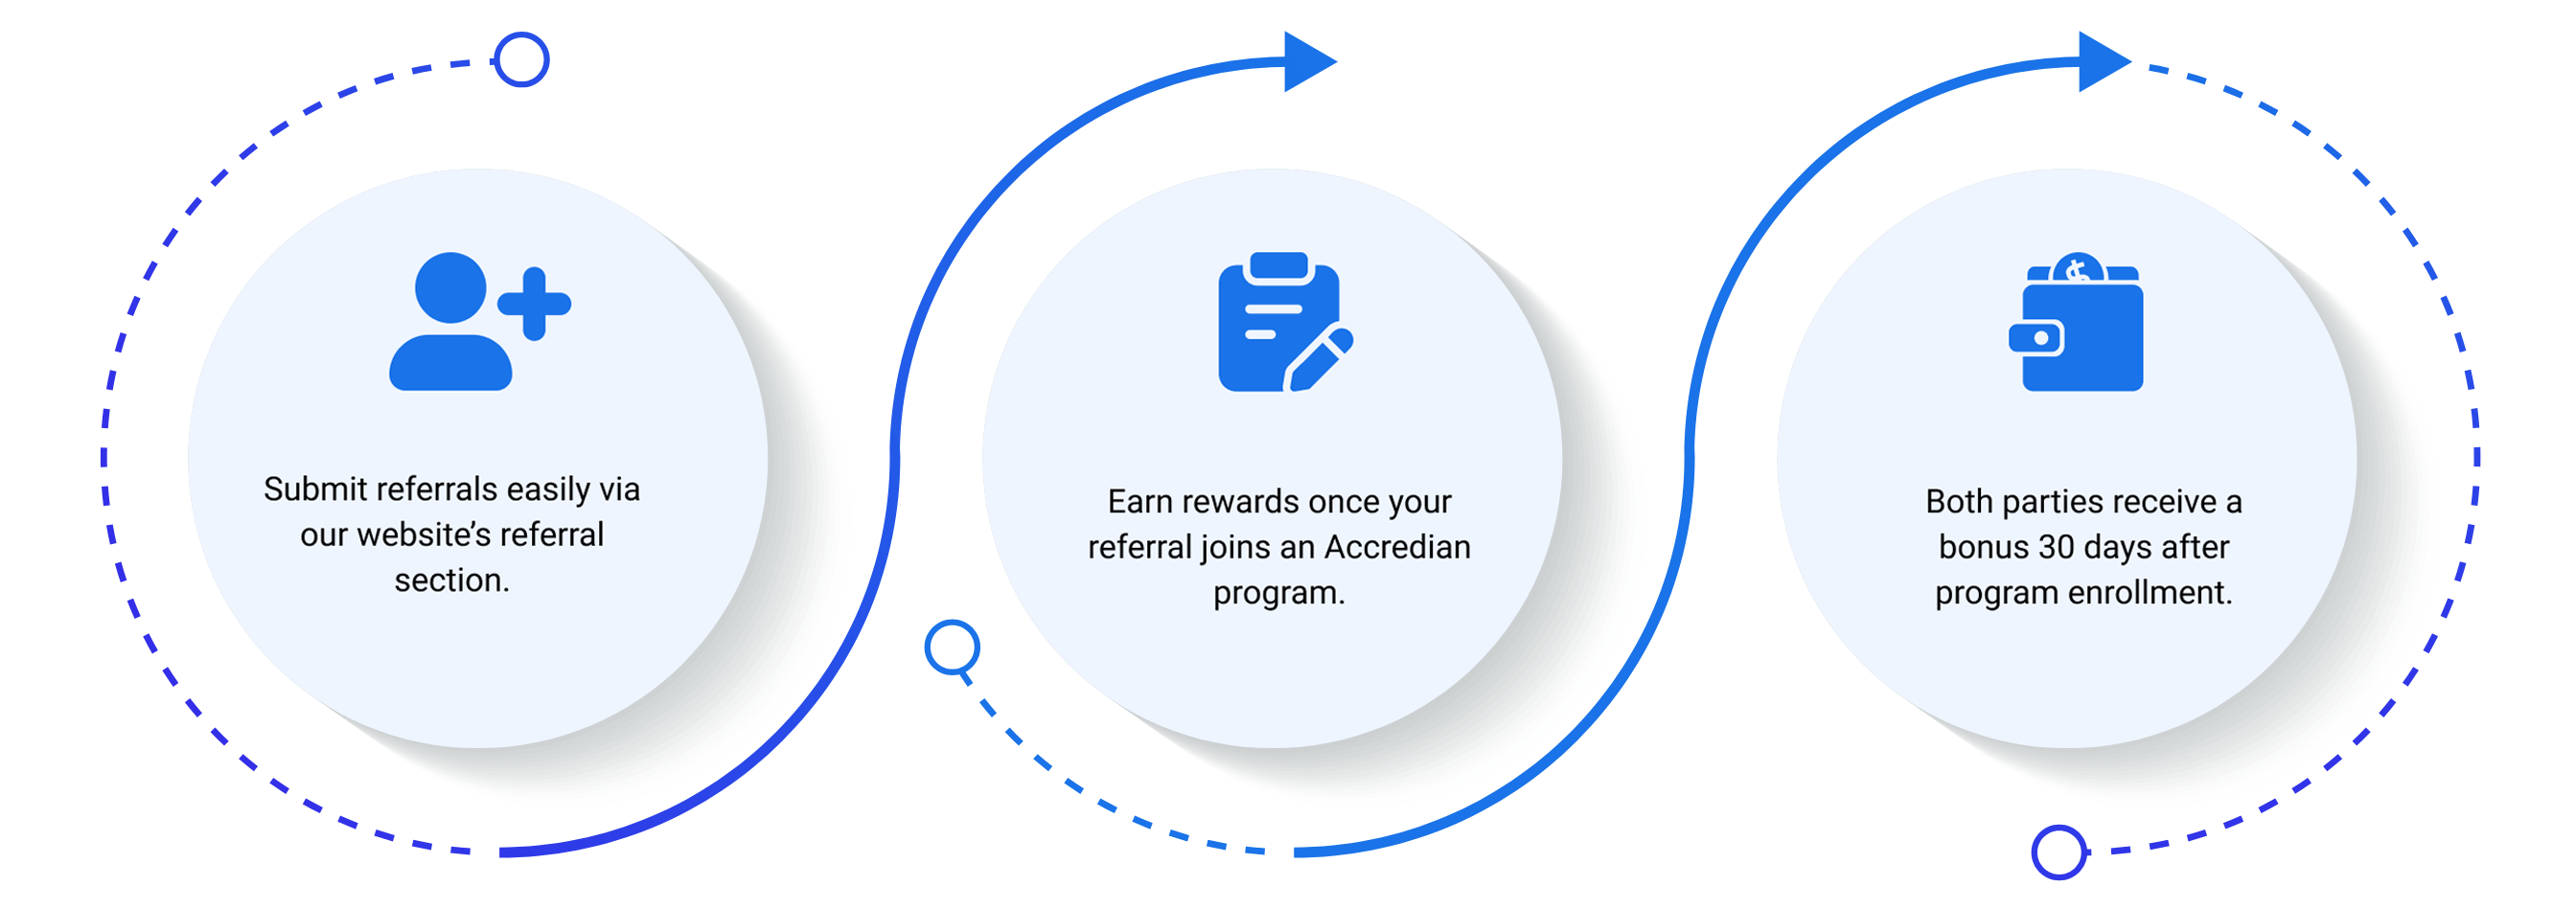 Submit referrals easily via
our website’s referral
section.
Earn rewards once your
referral joins an Accredian
program.
$
Both parties receive a
bonus 30 days after
program enrollment.